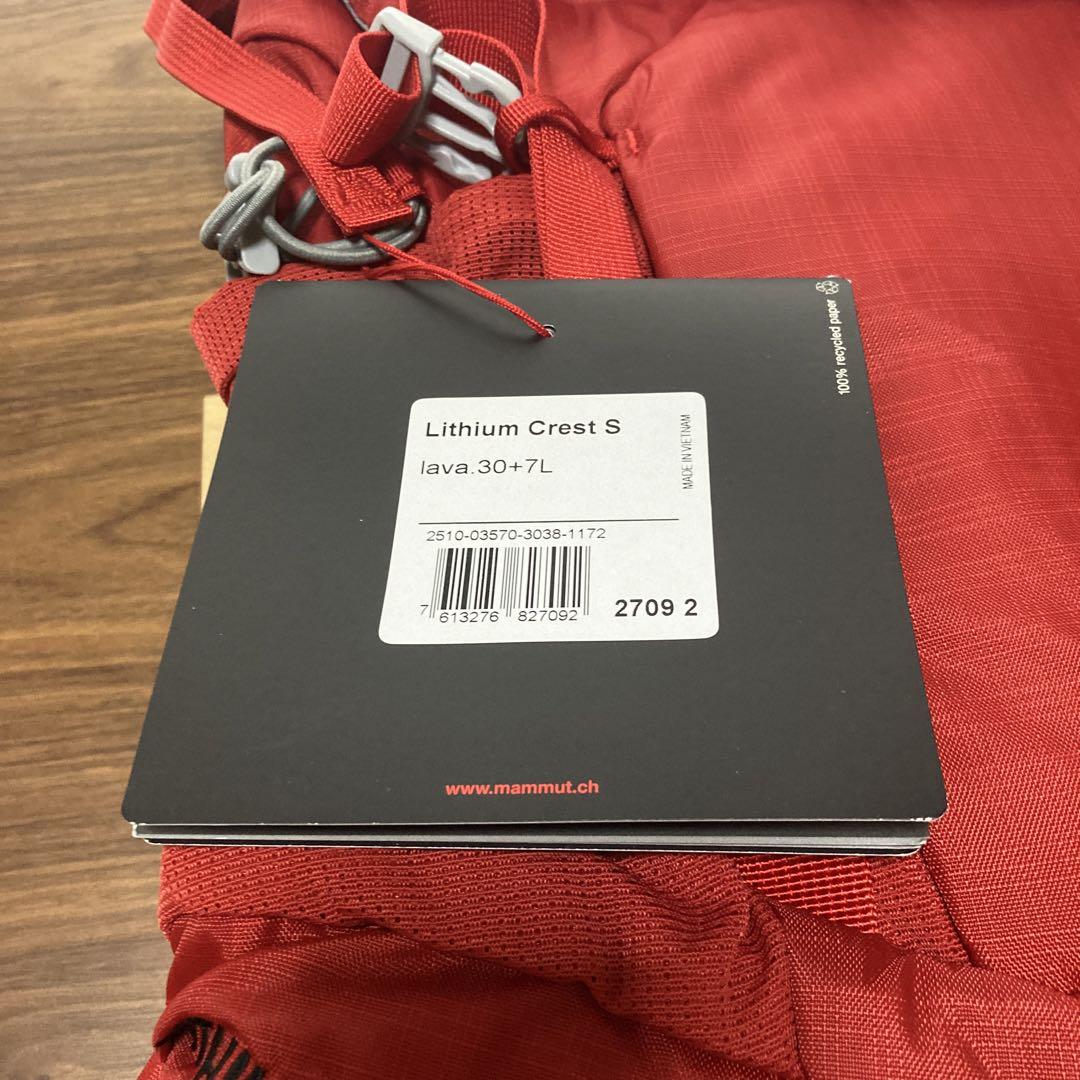 100% recycled paper
Lithium Crest S
lava.30+7L
MADE IN VIETNAM
2510-03570-3038-1172
7 613276 827092
2709 2
www.mammut.ch